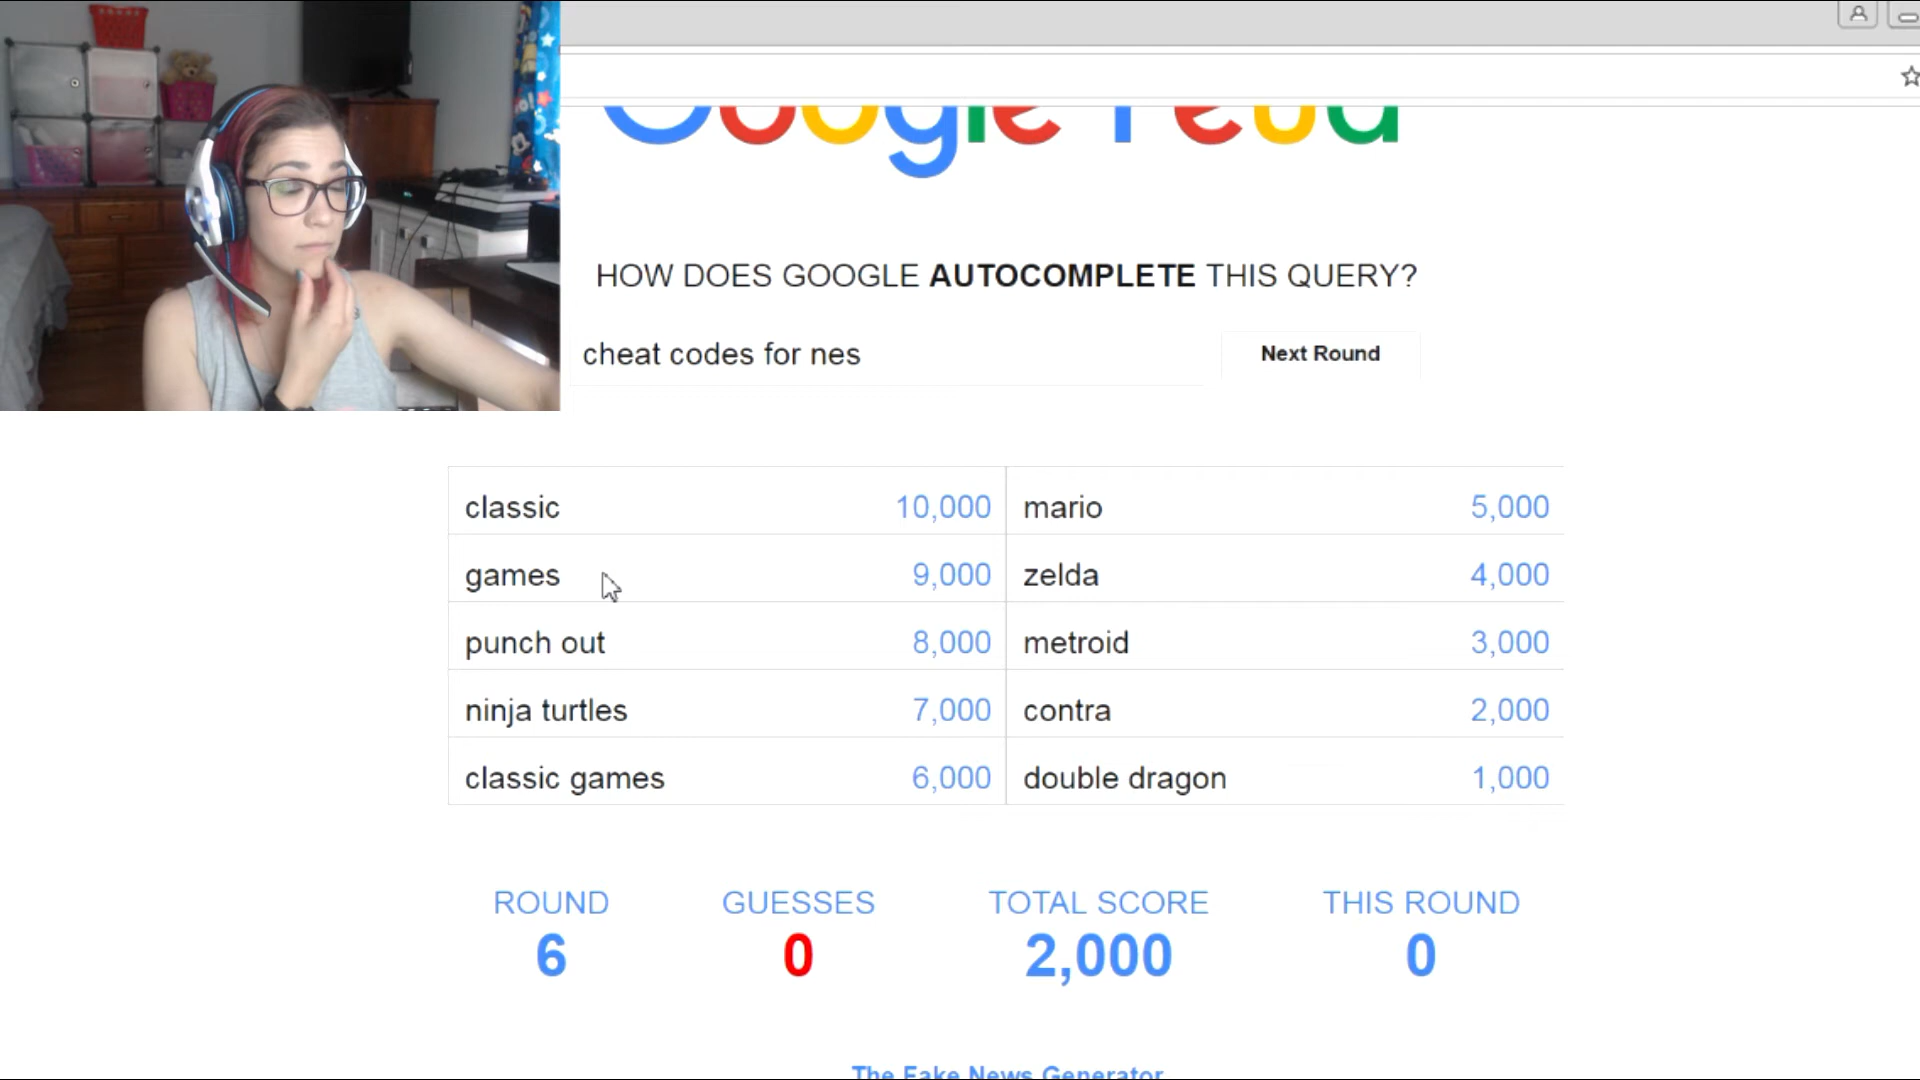 Google Feud
HOW DOES GOOGLE AUTOCOMPLETE THIS QUERY?
cheat codes for nes
Next Round
classic 10,000 mario 5,000
games 9,000 zelda 4,000
punch out 8,000 metroid 3,000
ninja turtles 7,000 contra 2,000
classic games 6,000 double dragon 1,000
ROUND GUESSES TOTAL SCORE THIS ROUND
6 0 2,000 0
The Fake News Generator